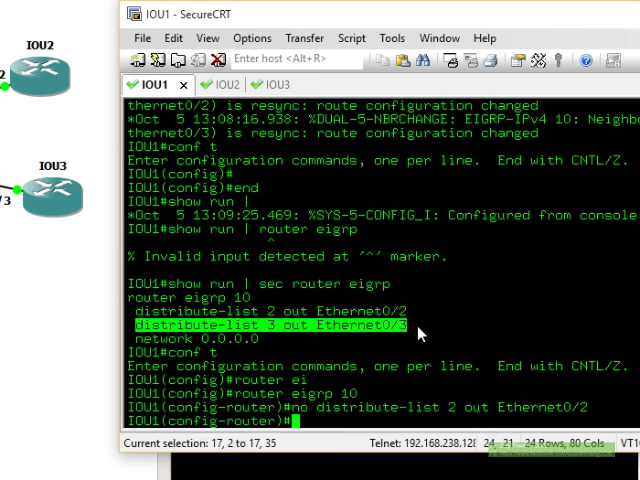 IOU2
2
IOU3
/3
IOU1 - SecureCRT
File Edit View Options Transfer Script Tools Window Help
Enter host <Alt+R>
IOU1 × IOU2 IOU3
thernet0/2) is resync: route configuration changed
*Oct  5 13:08:16.938: %DUAL-5-NBRCHANGE: EIGRP-IPv4 10: Neighbo
thernet0/3) is resync: route configuration changed
IOU1#conf t
Enter configuration commands, one per line.  End with CNTL/Z.
IOU1(config)#
IOU1(config)#end
IOU1#show run |
*Oct  5 13:09:25.469: %SYS-5-CONFIG_I: Configured from console
IOU1#show run | router eigrp
^
% Invalid input detected at '^' marker.
IOU1#show run | sec router eigrp
router eigrp 10
distribute-list 2 out Ethernet0/2
distribute-list 3 out Ethernet0/3
network 0.0.0.0
IOU1#conf t
Enter configuration commands, one per line.  End with CNTL/Z.
IOU1(config)#router ei
IOU1(config)#router eigrp 10
IOU1(config-router)#no distribute-list 2 out Ethernet0/2
IOU1(config-router)#
Current selection: 17, 2 to 17, 35 Telnet: 192.168.238.128 24, 21 24 Rows, 80 Cols VT10